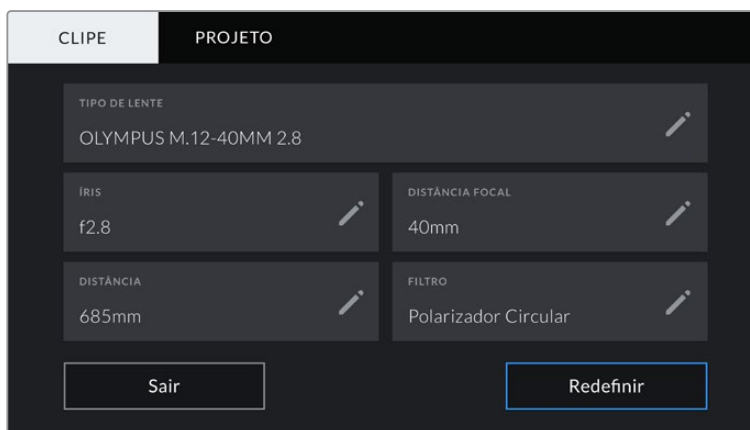 CLIPE PROJETO
TIPO DE LENTE
OLYMPUS M.12-40MM 2.8
ÍRIS
f2.8
DISTÂNCIA FOCAL
40mm
DISTÂNCIA
685mm
FILTRO
Polarizador Circular
Sair
Redefinir